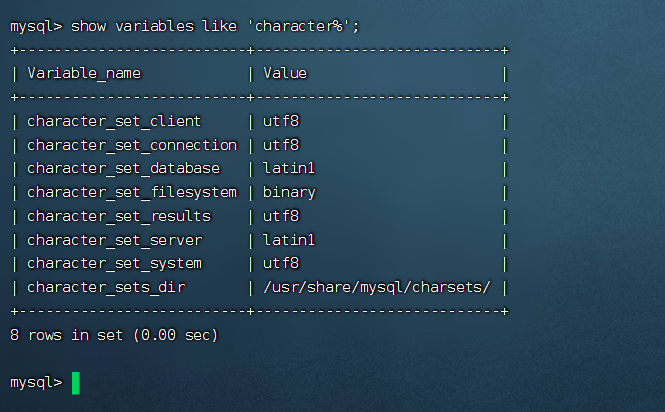 mysql> show variables like 'character%';
+--------------------------+----------------------------+
| Variable_name            | Value                      |
+--------------------------+----------------------------+
| character_set_client     | utf8                       |
| character_set_connection | utf8                       |
| character_set_database   | latin1                     |
| character_set_filesystem | binary                     |
| character_set_results    | utf8                       |
| character_set_server     | latin1                     |
| character_set_system     | utf8                       |
| character_sets_dir       | /usr/share/mysql/charsets/ |
+--------------------------+----------------------------+
8 rows in set (0.00 sec)
mysql>